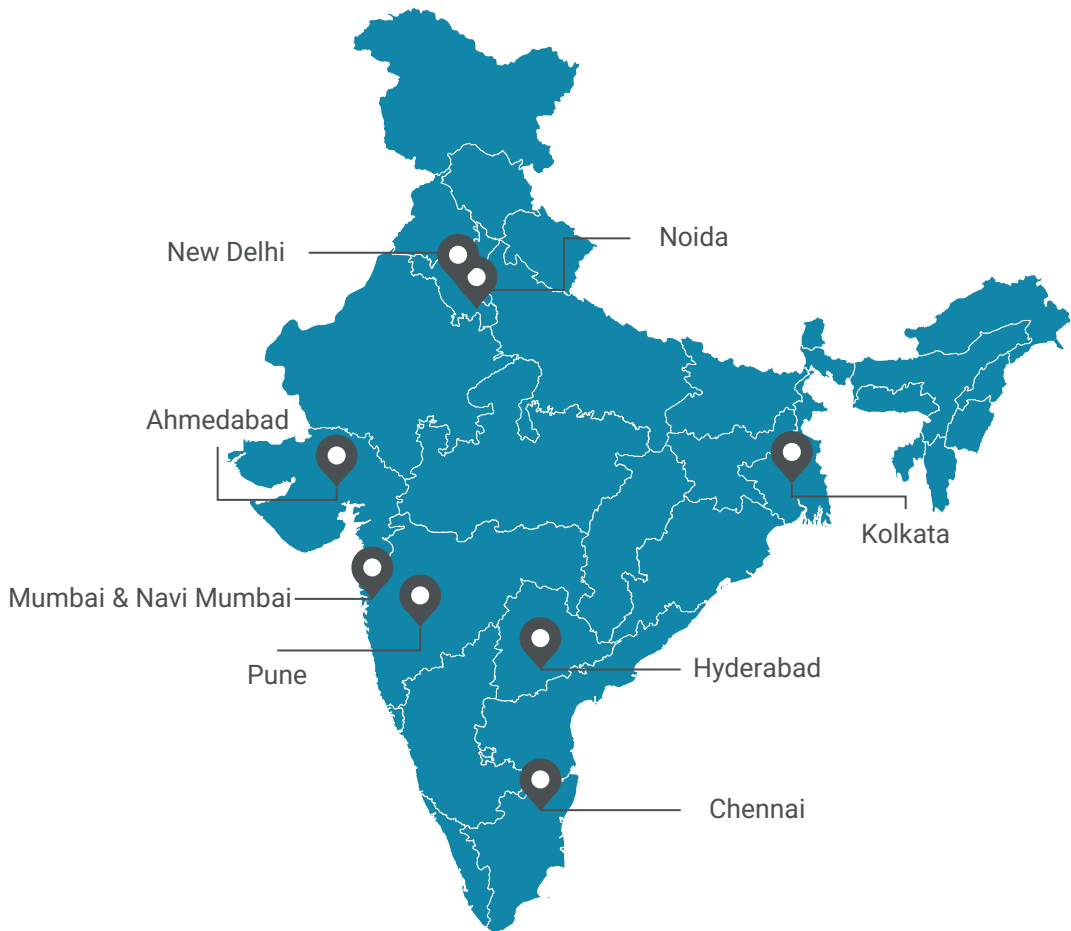 Noida
New Delhi
Ahmedabad
Kolkata
Mumbai & Navi Mumbai
Hyderabad
Pune
Chennai